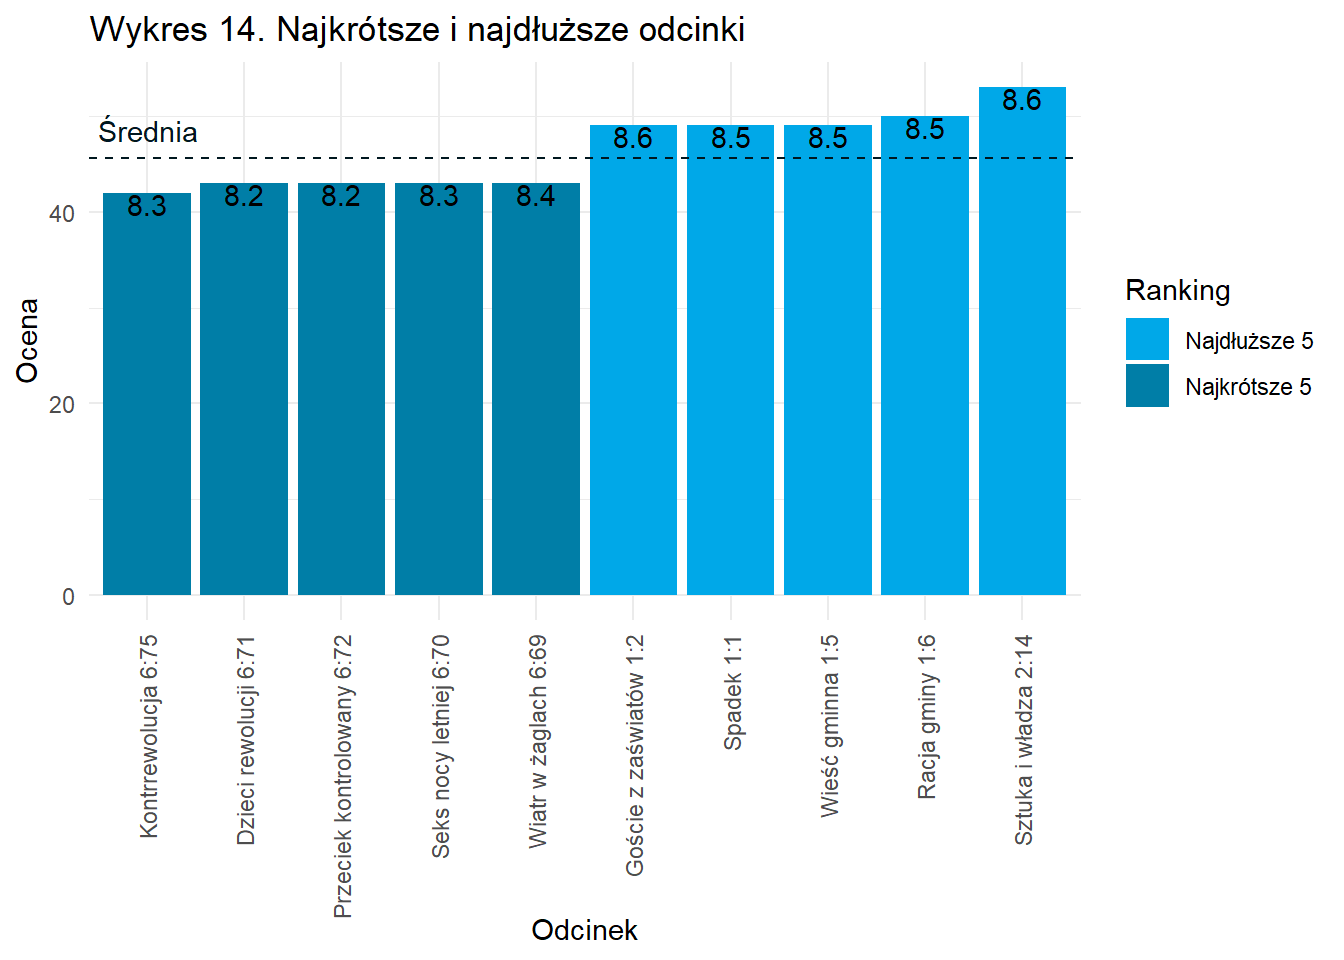 Wykres 14. Najkrótsze i najdłuższe odcinki
Średnia
8.3
8.2
8.2
8.3
8.4
8.6
8.5
8.5
8.5
8.6
40
20
0
Ocena
Kontrrewolucja 6:75
Dzieci rewolucji 6:71
Przeciek kontrolowany 6:72
Seks nocy letniej 6:70
Wiatr w żaglach 6:69
Goście z zaświatów 1:2
Spadek 1:1
Wieść gminna 1:5
Racja gminy 1:6
Sztuka i władza 2:14
Odcinek
Ranking
Najdłuższe 5
Najkrótsze 5